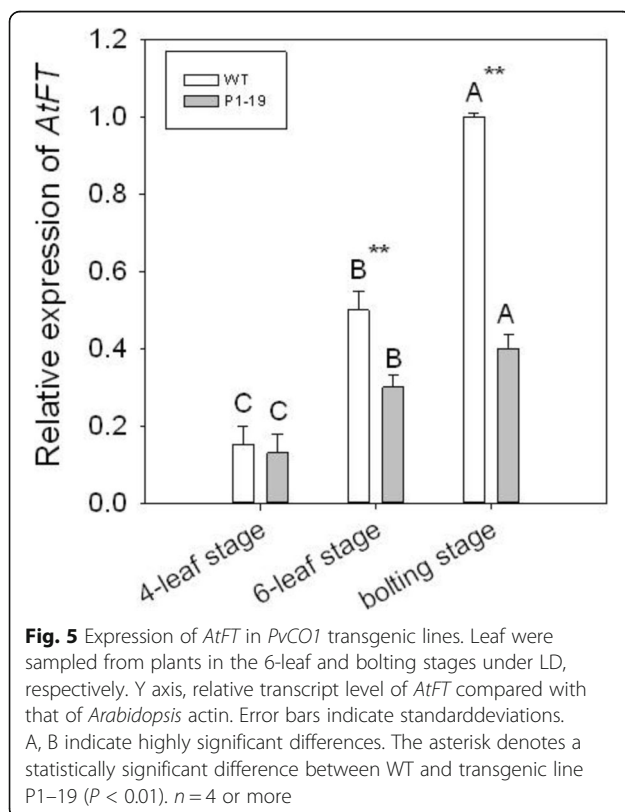 Relative expression of AtFT
1.2
1.0
0.8
0.6
0.4
0.2
0.0
WT
P1-19
C
C
B
**
B
A
**
A
4-leaf stage
6-leaf stage
bolting stage
Fig. 5 Expression of AtFT in PvCO1 transgenic lines. Leaf were
sampled from plants in the 6-leaf and bolting stages under LD,
respectively. Y axis, relative transcript level of AtFT compared with
that of Arabidopsis actin. Error bars indicate standarddeviations.
A, B indicate highly significant differences. The asterisk denotes a
statistically significant difference between WT and transgenic line
P1–19 (P < 0.01). n = 4 or more